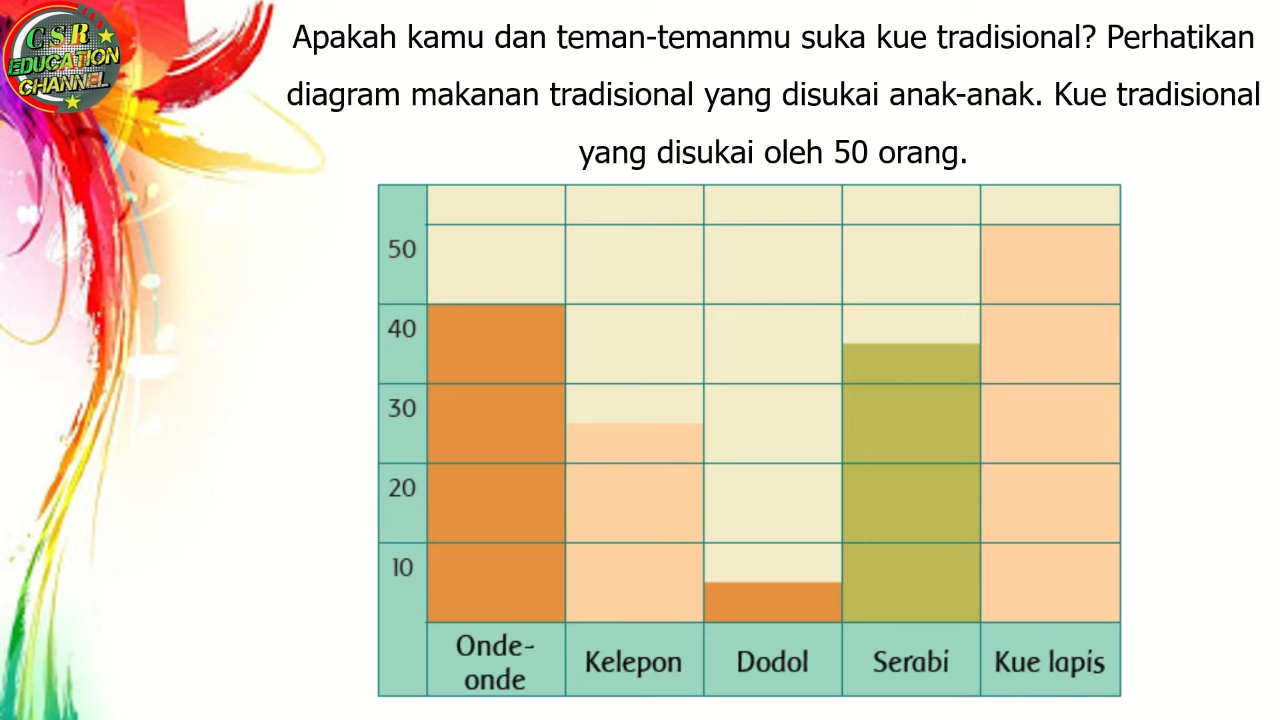 CSR
EDUCATION
CHANNEL
Apakah kamu dan teman-temanmu suka kue tradisional? Perhatikan
diagram makanan tradisional yang disukai anak-anak. Kue tradisional
yang disukai oleh 50 orang.
50
40
30
20
10
Onde-
onde
Kelepon
Dodol
Serabi
Kue lapis